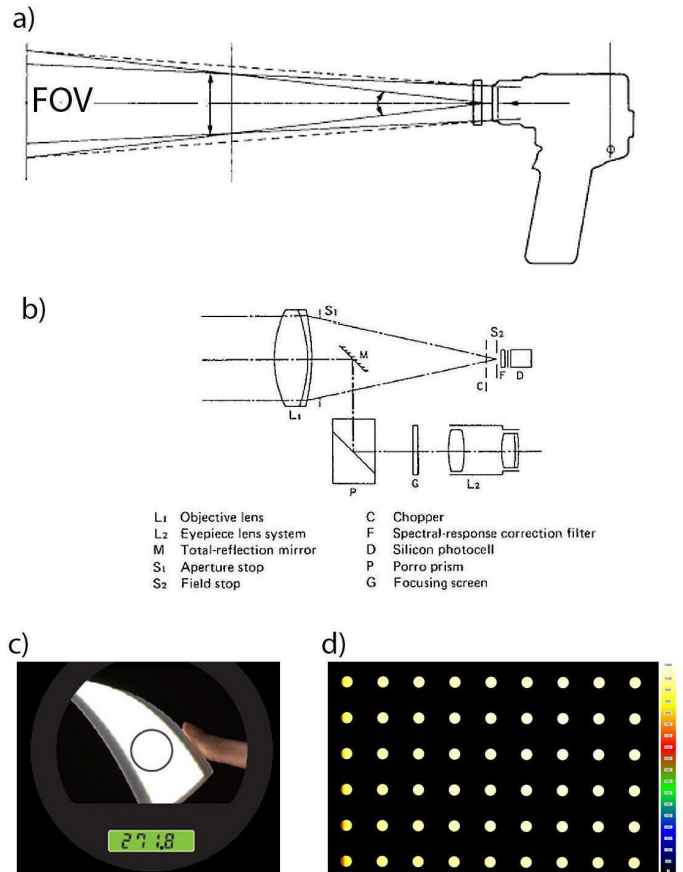 a)
FOV
b)
S1
S2
M
C
F
D
L1
P
G
L2
L1 Objective lens
L2 Eyepiece lens system
M Total-reflection mirror
S1 Aperture stop
S2 Field stop
C Chopper
F Spectral-response correction filter
D Silicon photocell
P Porro prism
G Focusing screen
c)
271.8
d)